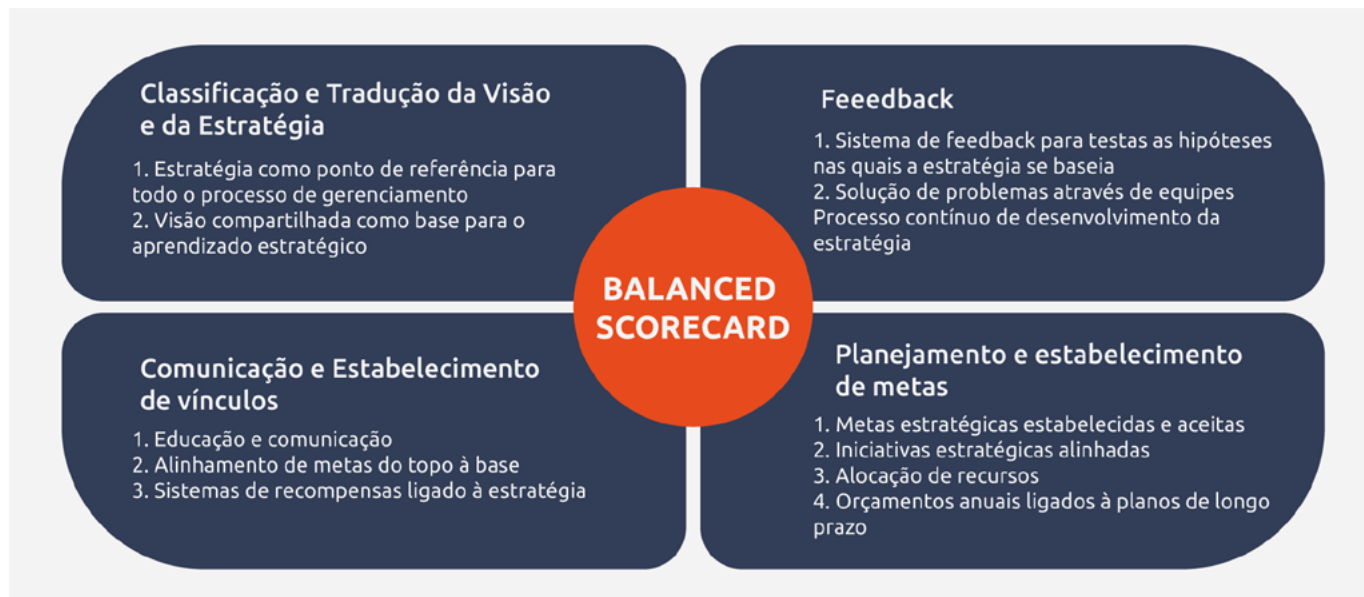 Classificação e Tradução da Visão
e da Estratégia
1. Estratégia como ponto de referência para
todo o processo de gerenciamento
2. Visão compartilhada como base para o
aprendizado estratégico
Feeedback
1. Sistema de feedback para testas as hipóteses
nas quais a estratégia se baseia
2. Solução de problemas através de equipes
Processo contínuo de desenvolvimento da
estratégia
BALANCED
SCORECARD
Comunicação e Estabelecimento
de vínculos
1. Educação e comunicação
2. Alinhamento de metas do topo à base
3. Sistemas de recompensas ligado à estratégia
Planejamento e estabelecimento
de metas
1. Metas estratégicas estabelecidas e aceitas
2. Iniciativas estratégicas alinhadas
3. Alocação de recursos
4. Orçamentos anuais ligados à planos de longo
prazo